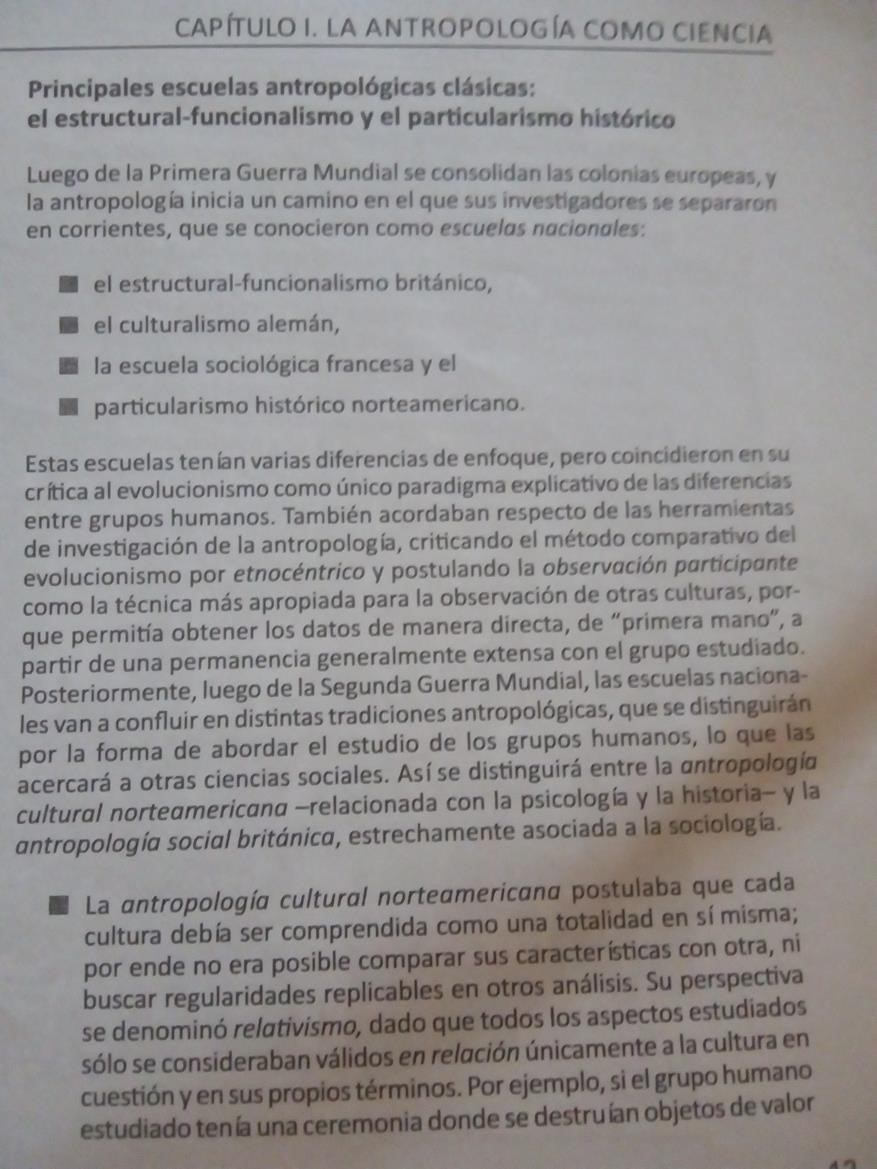 CAPÍTULO I. LA ANTROPOLOGÍA COMO CIENCIA
Principales escuelas antropológicas clásicas:
el estructural-funcionalismo y el particularismo histórico
Luego de la Primera Guerra Mundial se consolidan las colonias europeas, y
la antropología inicia un camino en el que sus investigadores se separaron
en corrientes, que se conocieron como escuelas nacionales:
■ el estructural-funcionalismo británico,
■ el culturalismo alemán,
■ la escuela sociológica francesa y el
■ particularismo histórico norteamericano.
Estas escuelas tenían varias diferencias de enfoque, pero coincidieron en su
crítica al evolucionismo como único paradigma explicativo de las diferencias
entre grupos humanos. También acordaban respecto de las herramientas
de investigación de la antropología, criticando el método comparativo del
evolucionismo por etnocéntrico y postulando la observación participante
como la técnica más apropiada para la observación de otras culturas, por-
que permitía obtener los datos de manera directa, de “primera mano”, a
partir de una permanencia generalmente extensa con el grupo estudiado.
Posteriormente, luego de la Segunda Guerra Mundial, las escuelas naciona-
les van a confluir en distintas tradiciones antropológicas, que se distinguirán
por la forma de abordar el estudio de los grupos humanos, lo que las
acercará a otras ciencias sociales. Así se distinguirá entre la antropología
cultural norteamericana –relacionada con la psicología y la historia– y la
antropología social británica, estrechamente asociada a la sociología.
■ La antropología cultural norteamericana postulaba que cada
cultura debía ser comprendida como una totalidad en sí misma;
por ende no era posible comparar sus características con otra, ni
buscar regularidades replicables en otros análisis. Su perspectiva
se denominó relativismo, dado que todos los aspectos estudiados
sólo se consideraban válidos en relación únicamente a la cultura en
cuestión y en sus propios términos. Por ejemplo, si el grupo humano
estudiado tenía una ceremonia donde se destruían objetos de valor